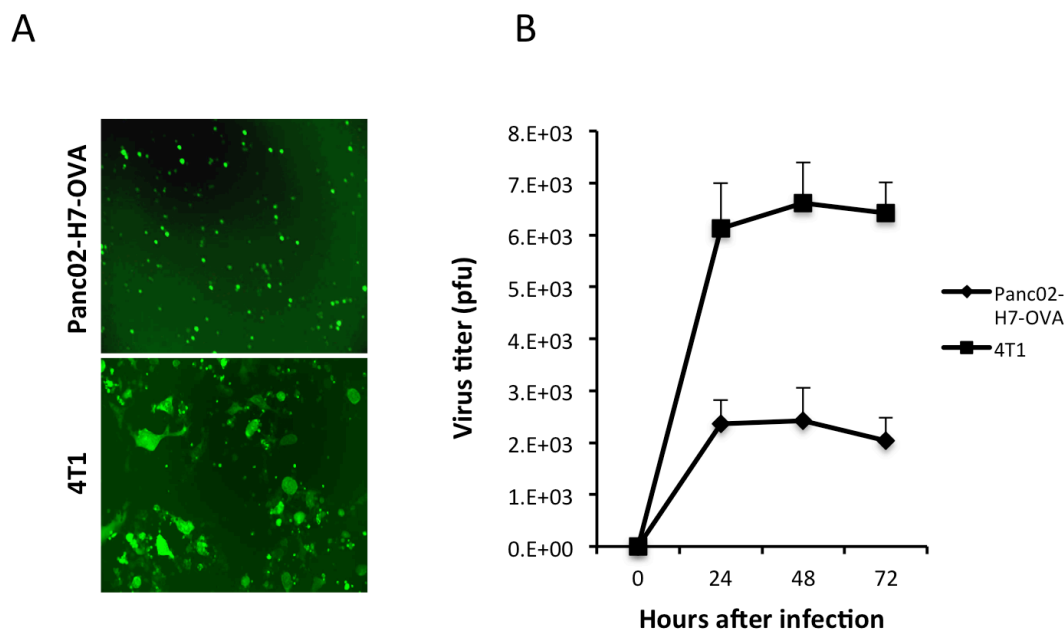 A
B
Panc02-H7-OVA
4T1
Virus titer (pfu)
8.E+03
7.E+03
6.E+03
5.E+03
4.E+03
3.E+03
2.E+03
1.E+03
0.E+00
0 24 48 72
Hours after infection
Panc02-
H7-OVA
4T1